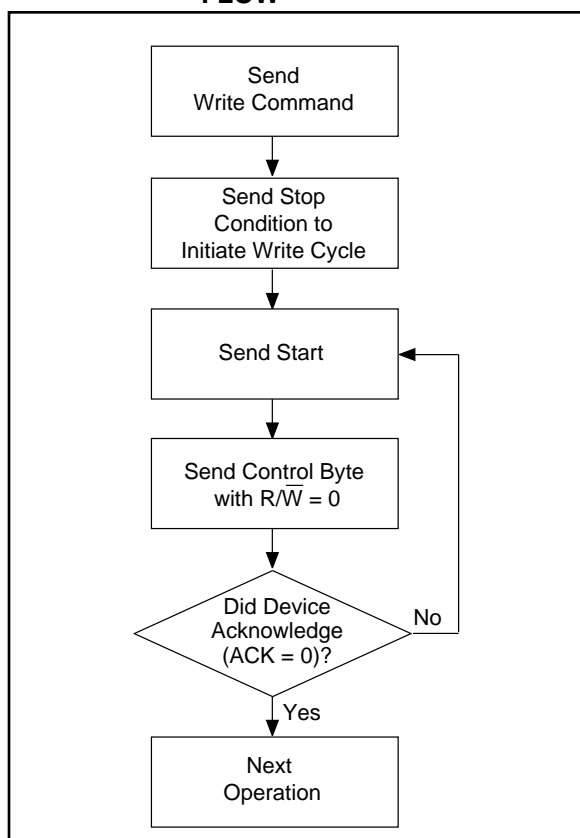 Send
Write Command
Send Stop
Condition to
Initiate Write Cycle
Send Start
Send Control Byte
with R/W̅ = 0
Did Device
Acknowledge
(ACK = 0)?
No
Yes
Next
Operation